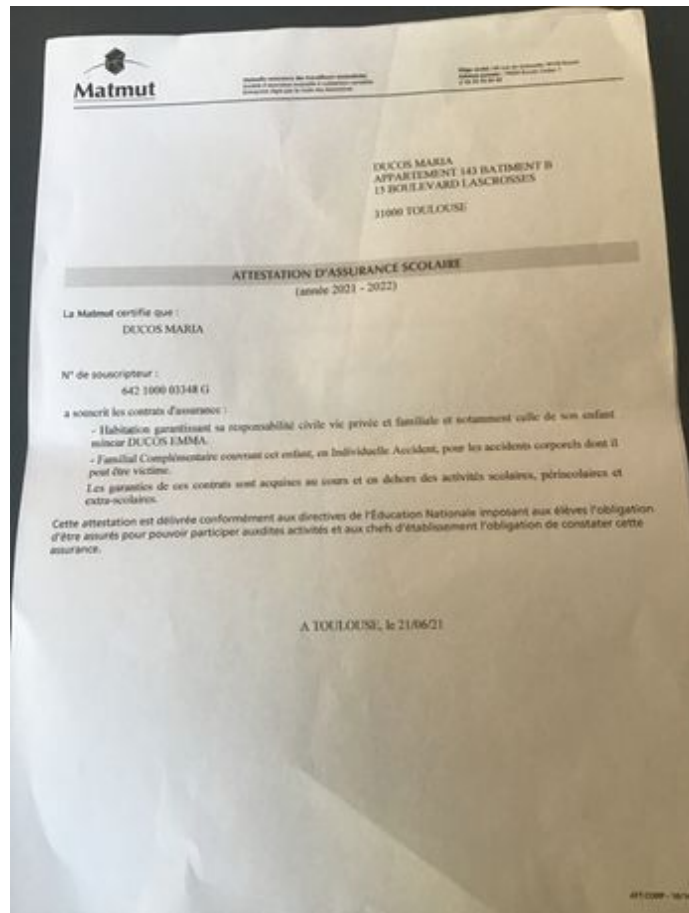 Matmut
DUCOS MARIA
APPARTEMENT 143 BATIMENT B
15 BOULEVARD LASCROSSES
31000 TOULOUSE
ATTESTATION D'ASSURANCE SCOLAIRE
(année 2021 - 2022)
La Matmut certifie que :
DUCOS MARIA
N° de souscripteur :
642 1000 03348 G
a souscrit les contrats d'assurance :
- Habitation garantissant sa responsabilité civile vie privée et familiale et notamment celle de son enfant
mineur DUCOS EMMA.
- Familial Complémentaire couvrant cet enfant, en Individuelle Accident, pour les accidents corporels dont il
peut être victime.
Les garanties de ces contrats sont acquises au cours et en dehors des activités scolaires, périscolaires et
extra-scolaires.
Cette attestation est délivrée conformément aux directives de l'Éducation Nationale imposant aux élèves l'obligation
d'être assurés pour pouvoir participer auxdites activités et aux chefs d'établissement l'obligation de constater cette
assurance.
A TOULOUSE, le 21/06/21